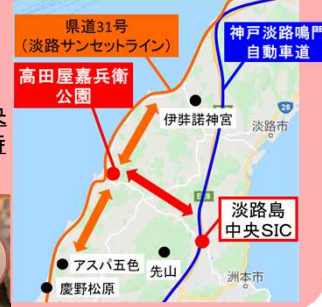 県道31号
(淡路サンセットライン)
神戸淡路鳴門
自動車道
高田屋嘉兵衛
公園
伊弉諾神宮
28
淡路市
淡路島
中央SIC
アスパ五色
先山
慶野松原
洲本市